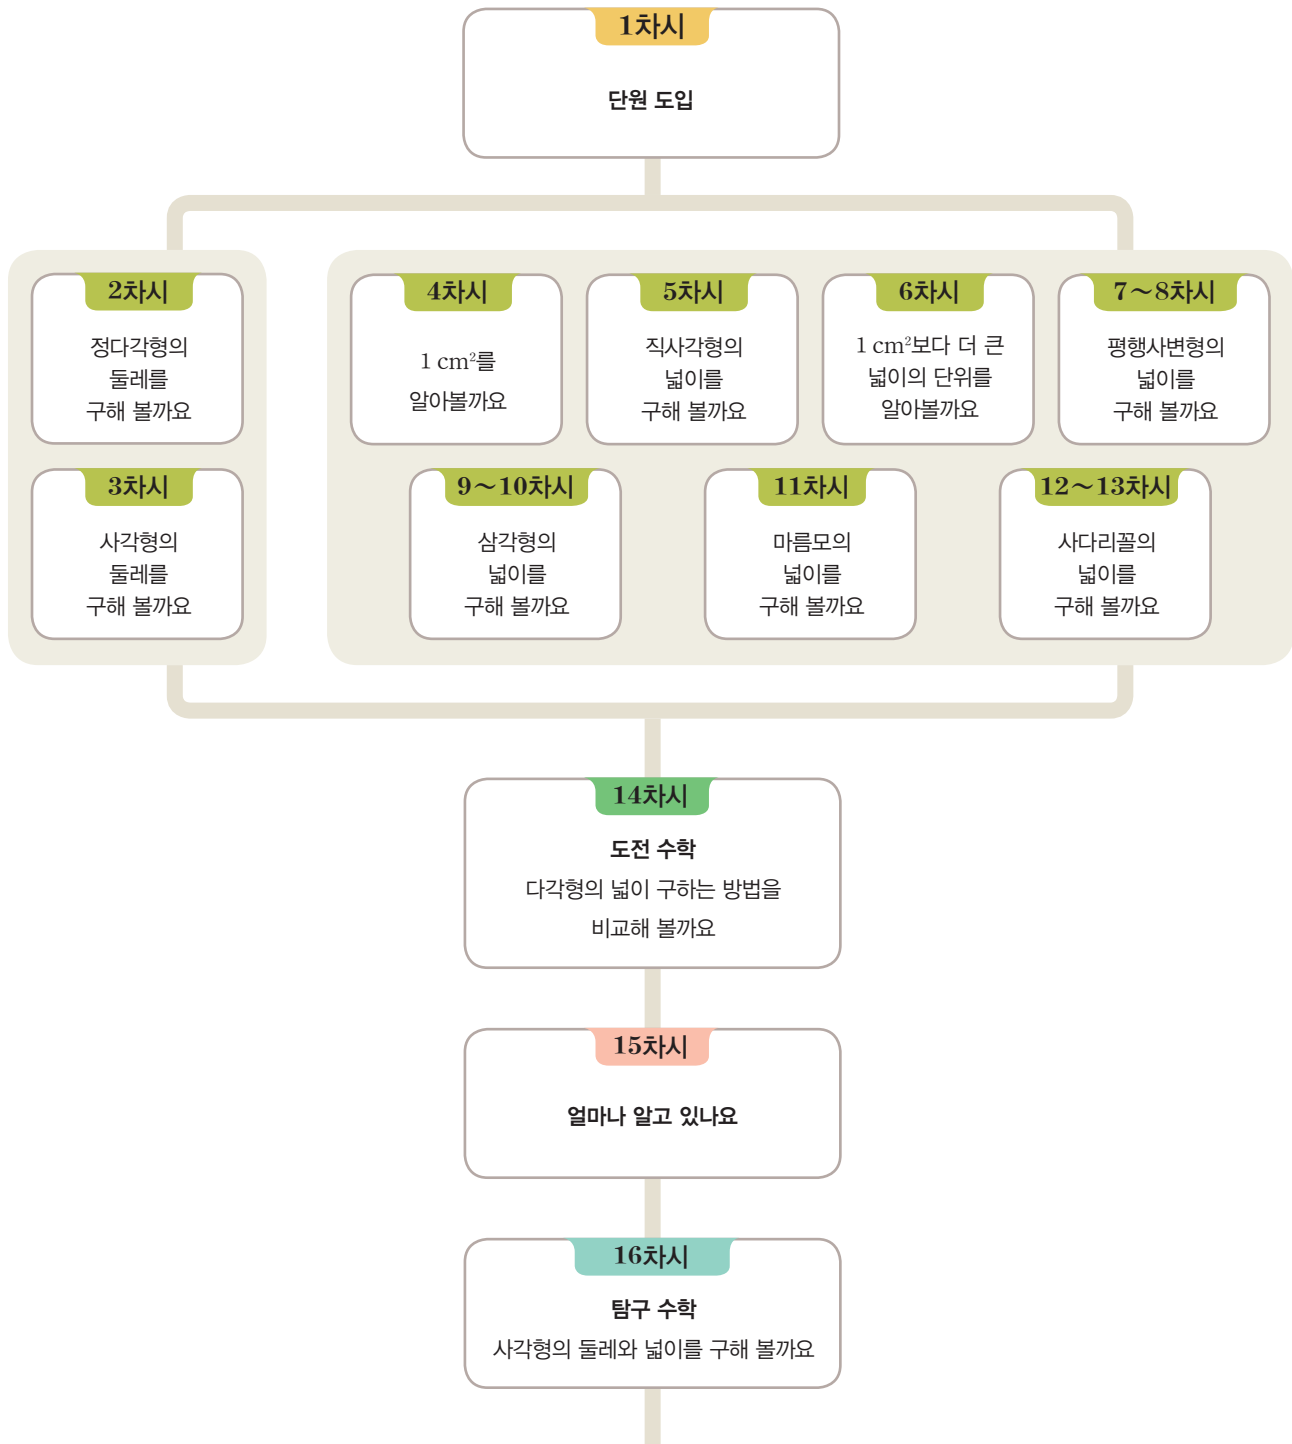 1차시
단원 도입
2차시
정다각형의
둘레를
구해 볼까요
3차시
사각형의
둘레를
구해 볼까요
4차시
1 cm²를
알아볼까요
5차시
직사각형의
넓이를
구해 볼까요
6차시
1 cm²보다 더 큰
넓이의 단위를
알아볼까요
7~8차시
평행사변형의
넓이를
구해 볼까요
9~10차시
삼각형의
넓이를
구해 볼까요
11차시
마름모의
넓이를
구해 볼까요
12~13차시
사다리꼴의
넓이를
구해 볼까요
14차시
도전 수학
다각형의 넓이 구하는 방법을
비교해 볼까요
15차시
얼마나 알고 있나요
16차시
탐구 수학
사각형의 둘레와 넓이를 구해 볼까요